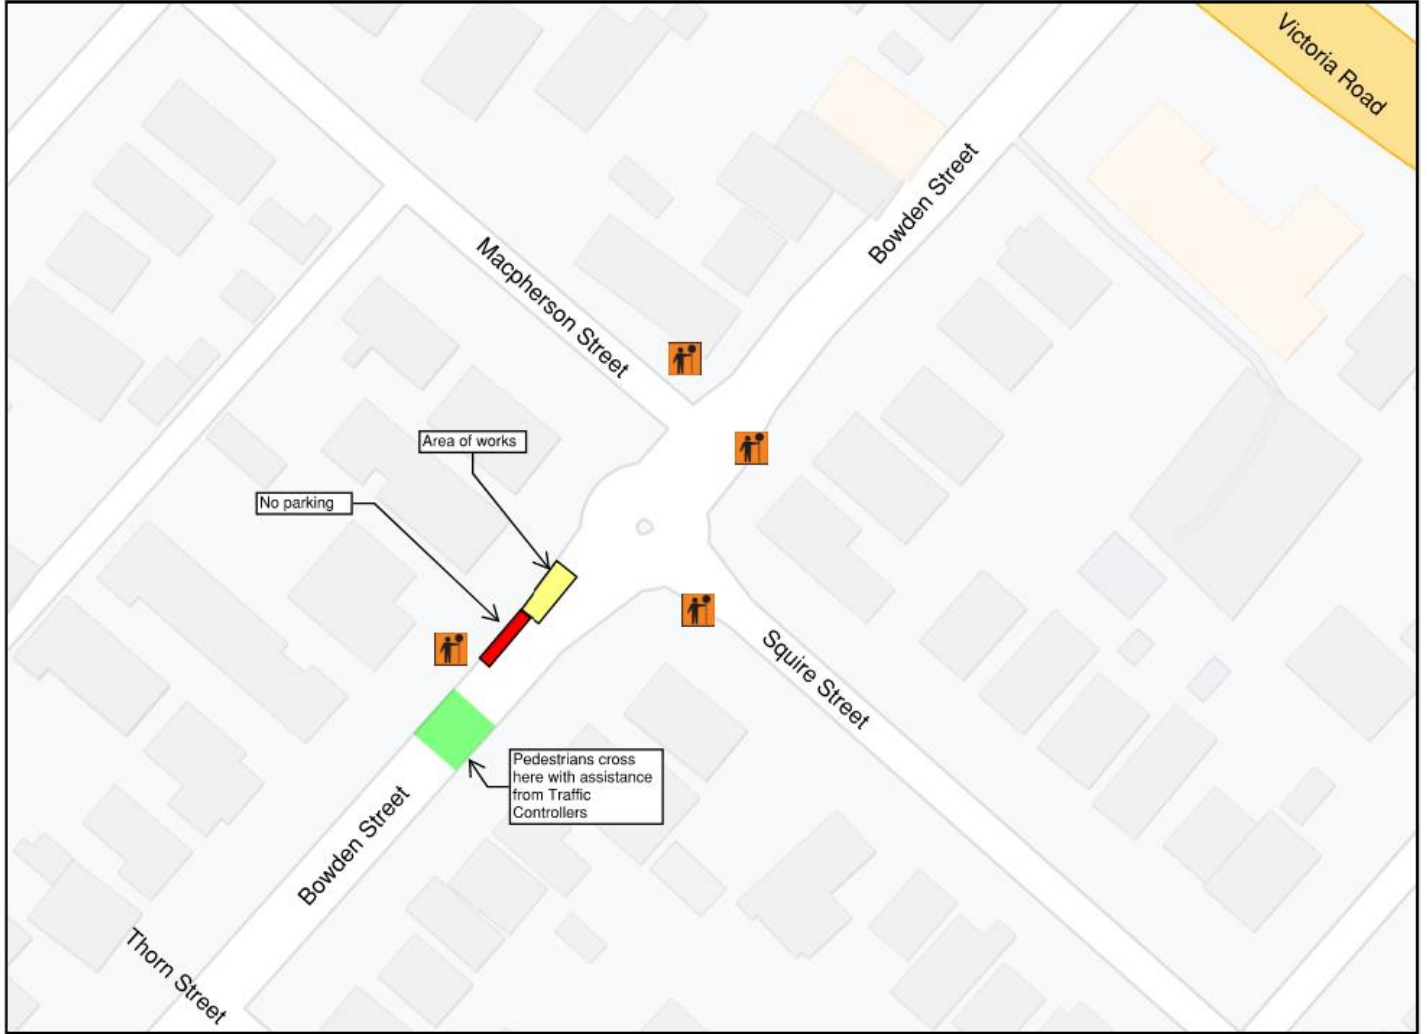 Victoria Road
Bowden Street
Macpherson Street
Area of works
No parking
Squire Street
Pedestrians cross
here with assistance
from Traffic
Controllers
Bowden Street
Thorn Street